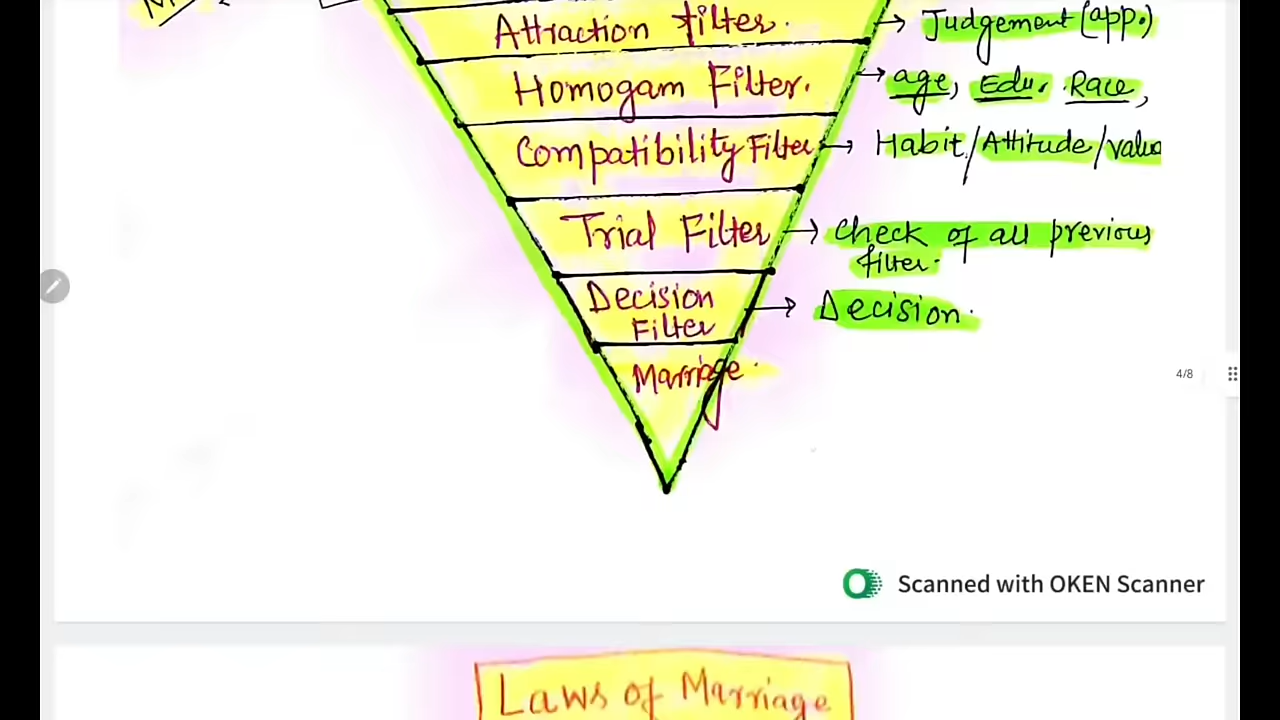 Attraction filter. → Judgement (app.)
Homogam Filter. → age, Edu. Race,
Compatibility Filter → Habit/Attitude/value
Trial Filter → Check of all previous
filter.
Decision
Filter → Decision.
Marriage.
4/8
Scanned with OKEN Scanner
Laws of Marriage